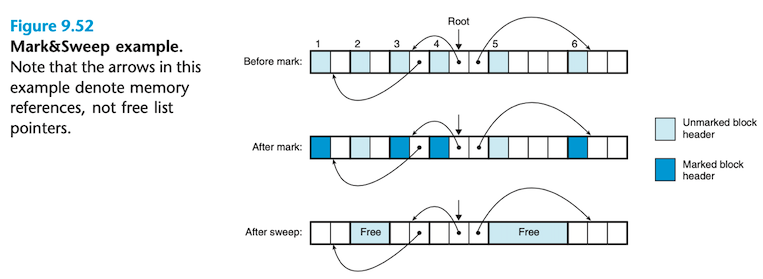 Figure 9.52
Mark&Sweep example.
Note that the arrows in this
example denote memory
references, not free list
pointers.
Root
1 2 3 4 5 6
Before mark:
After mark:
After sweep:
Free Free
Unmarked block
header
Marked block
header